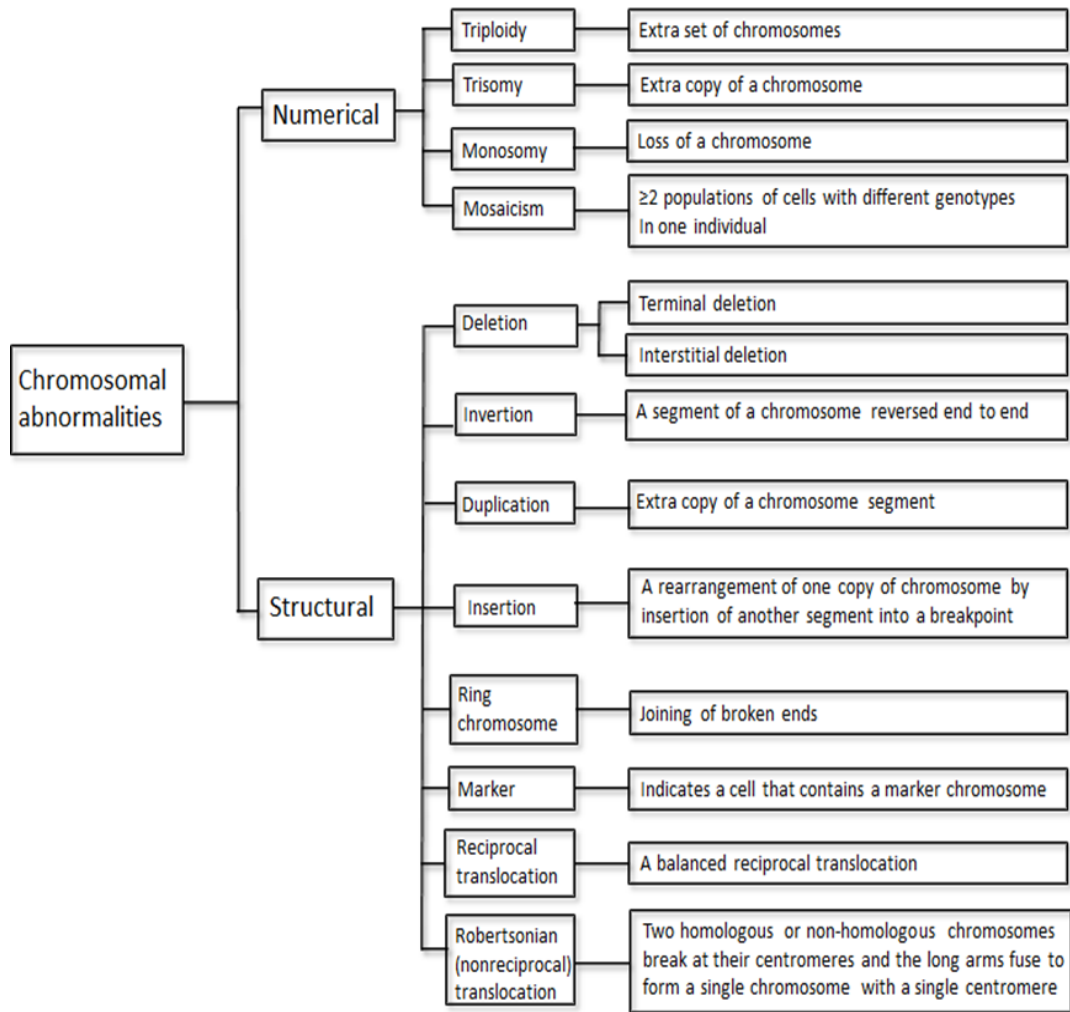 Chromosomal
abnormalities
Numerical
Triploidy
Extra set of chromosomes
Trisomy
Extra copy of a chromosome
Monosomy
Loss of a chromosome
Mosaicism
≥2 populations of cells with different genotypes
In one individual
Structural
Deletion
Terminal deletion
Interstitial deletion
Invertion
A segment of a chromosome reversed end to end
Duplication
Extra copy of a chromosome segment
Insertion
A rearrangement of one copy of chromosome by
insertion of another segment into a breakpoint
Ring
chromosome
Joining of broken ends
Marker
Indicates a cell that contains a marker chromosome
Reciprocal
translocation
A balanced reciprocal translocation
Robertsonian
(nonreciprocal)
translocation
Two homologous or non-homologous chromosomes
break at their centromeres and the long arms fuse to
form a single chromosome with a single centromere